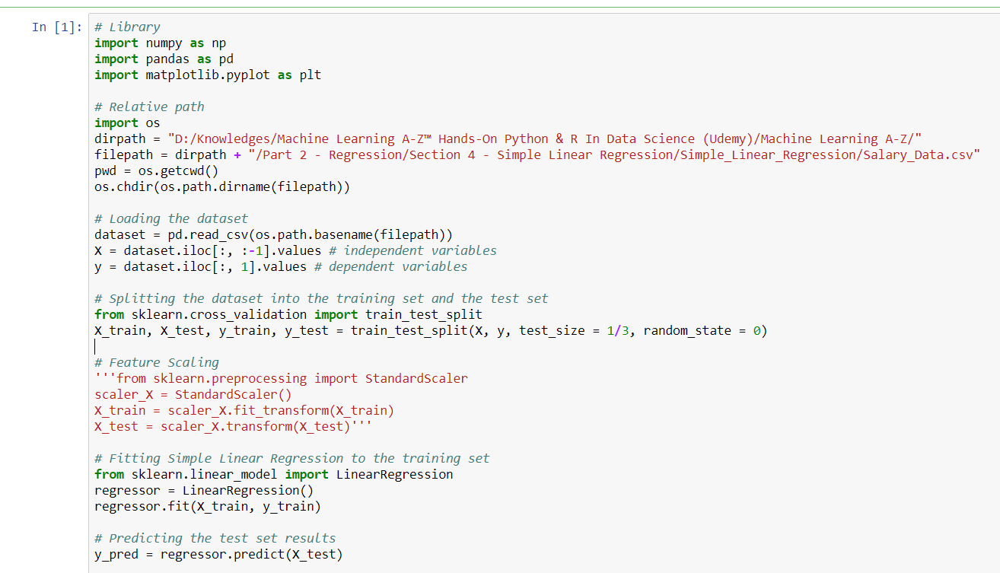 In [1]:
# Library
import numpy as np
import pandas as pd
import matplotlib.pyplot as plt
# Relative path
import os
dirpath = "D:/Knowledges/Machine Learning A-Z™ Hands-On Python & R In Data Science (Udemy)/Machine Learning A-Z/"
filepath = dirpath + "/Part 2 - Regression/Section 4 - Simple Linear Regression/Simple_Linear_Regression/Salary_Data.csv"
pwd = os.getcwd()
os.chdir(os.path.dirname(filepath))
# Loading the dataset
dataset = pd.read_csv(os.path.basename(filepath))
X = dataset.iloc[:, :-1].values # independent variables
y = dataset.iloc[:, 1].values # dependent variables
# Splitting the dataset into the training set and the test set
from sklearn.cross_validation import train_test_split
X_train, X_test, y_train, y_test = train_test_split(X, y, test_size = 1/3, random_state = 0)
# Feature Scaling
'''from sklearn.preprocessing import StandardScaler
scaler_X = StandardScaler()
X_train = scaler_X.fit_transform(X_train)
X_test = scaler_X.transform(X_test)'''
# Fitting Simple Linear Regression to the training set
from sklearn.linear_model import LinearRegression
regressor = LinearRegression()
regressor.fit(X_train, y_train)
# Predicting the test set results
y_pred = regressor.predict(X_test)